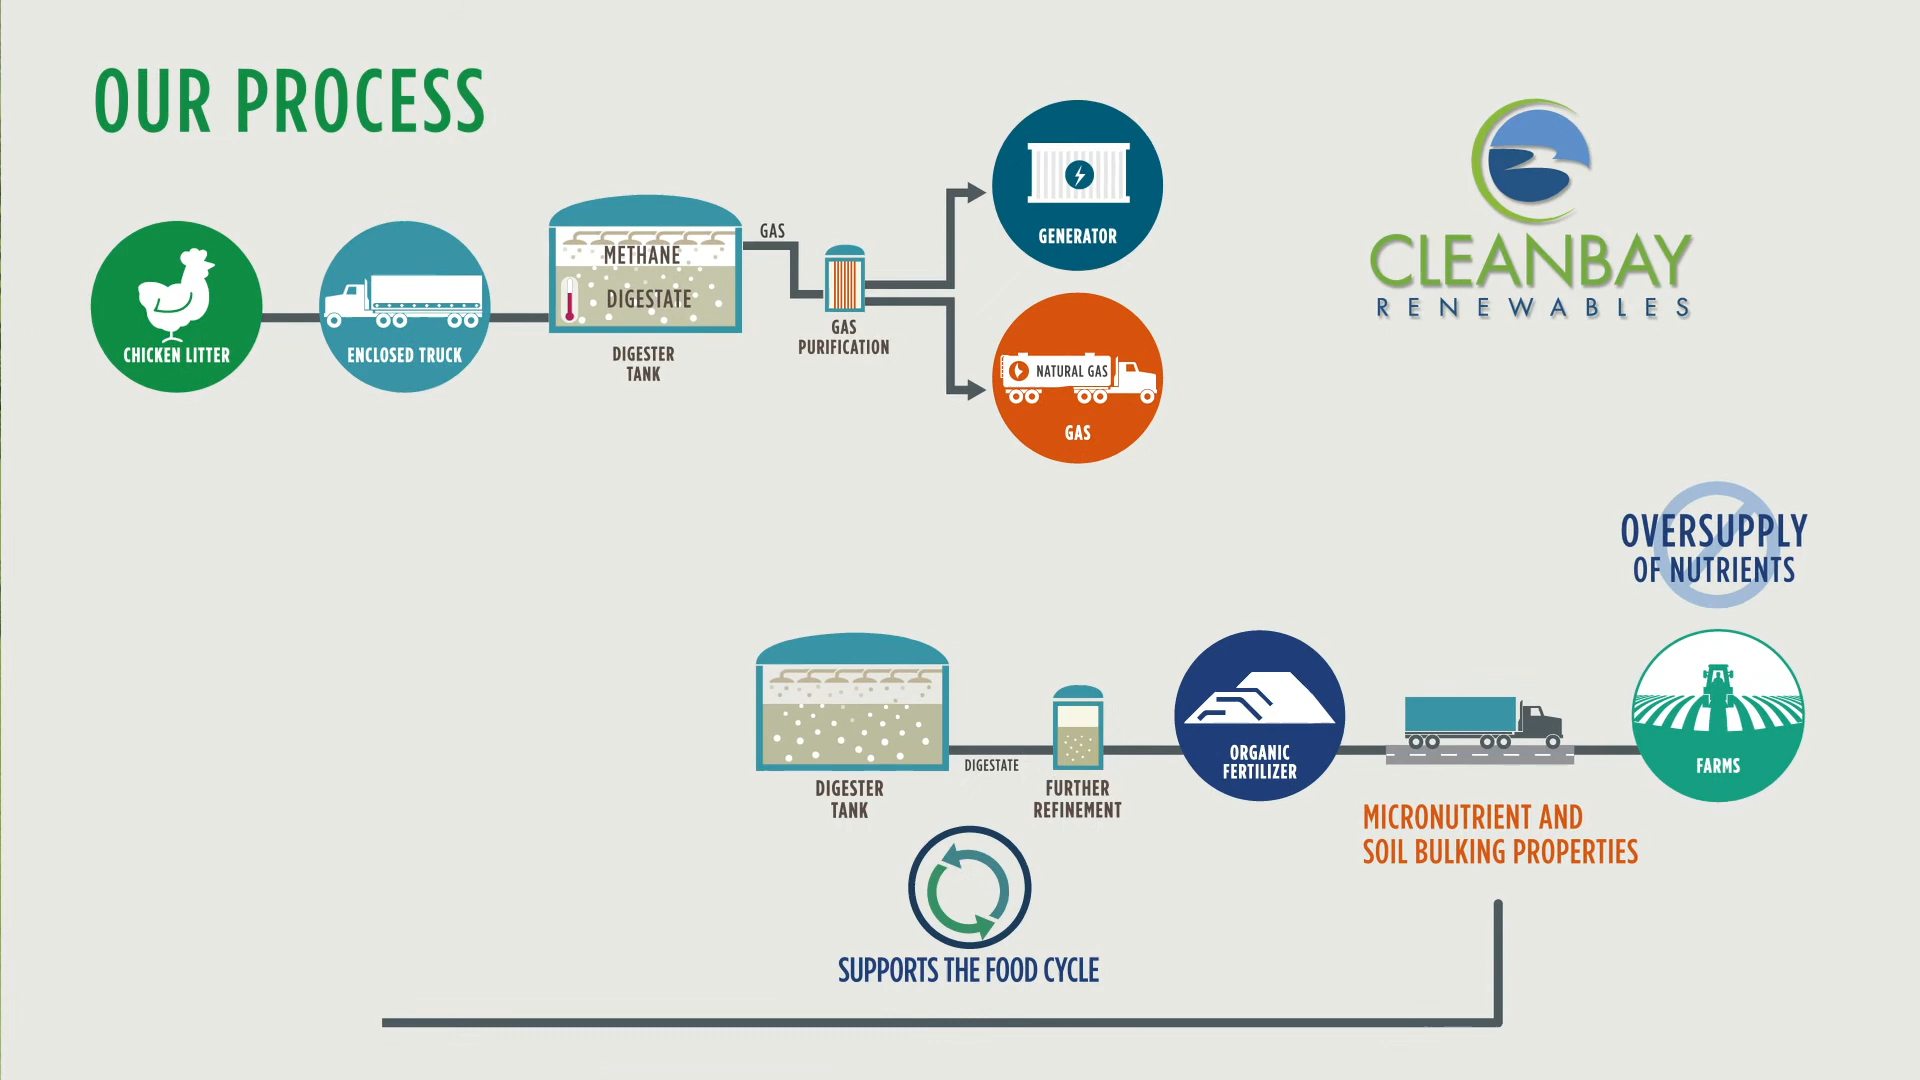 OUR PROCESS
CLEANBAY
RENEWABLES
CHICKEN LITTER
ENCLOSED TRUCK
METHANE
DIGESTATE
DIGESTER
TANK
GAS
GAS
PURIFICATION
GENERATOR
NATURAL GAS
GAS
OVERSUPPLY
OF NUTRIENTS
DIGESTER
TANK
DIGESTATE
FURTHER
REFINEMENT
ORGANIC
FERTILIZER
FARMS
MICRONUTRIENT AND
SOIL BULKING PROPERTIES
SUPPORTS THE FOOD CYCLE